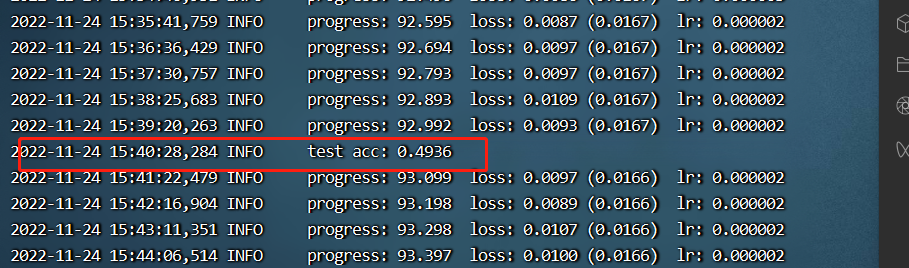 2022-11-24 15:35:41,759 INFO progress: 92.595 loss: 0.0087 (0.0167) lr: 0.000002
2022-11-24 15:36:36,429 INFO progress: 92.694 loss: 0.0097 (0.0167) lr: 0.000002
2022-11-24 15:37:30,757 INFO progress: 92.793 loss: 0.0097 (0.0167) lr: 0.000002
2022-11-24 15:38:25,683 INFO progress: 92.893 loss: 0.0109 (0.0167) lr: 0.000002
2022-11-24 15:39:20,263 INFO progress: 92.992 loss: 0.0093 (0.0167) lr: 0.000002
2022-11-24 15:40:28,284 INFO test acc: 0.4936
2022-11-24 15:41:22,479 INFO progress: 93.099 loss: 0.0097 (0.0166) lr: 0.000002
2022-11-24 15:42:16,904 INFO progress: 93.198 loss: 0.0089 (0.0166) lr: 0.000002
2022-11-24 15:43:11,351 INFO progress: 93.298 loss: 0.0107 (0.0166) lr: 0.000002
2022-11-24 15:44:06,514 INFO progress: 93.397 loss: 0.0100 (0.0166) lr: 0.000002